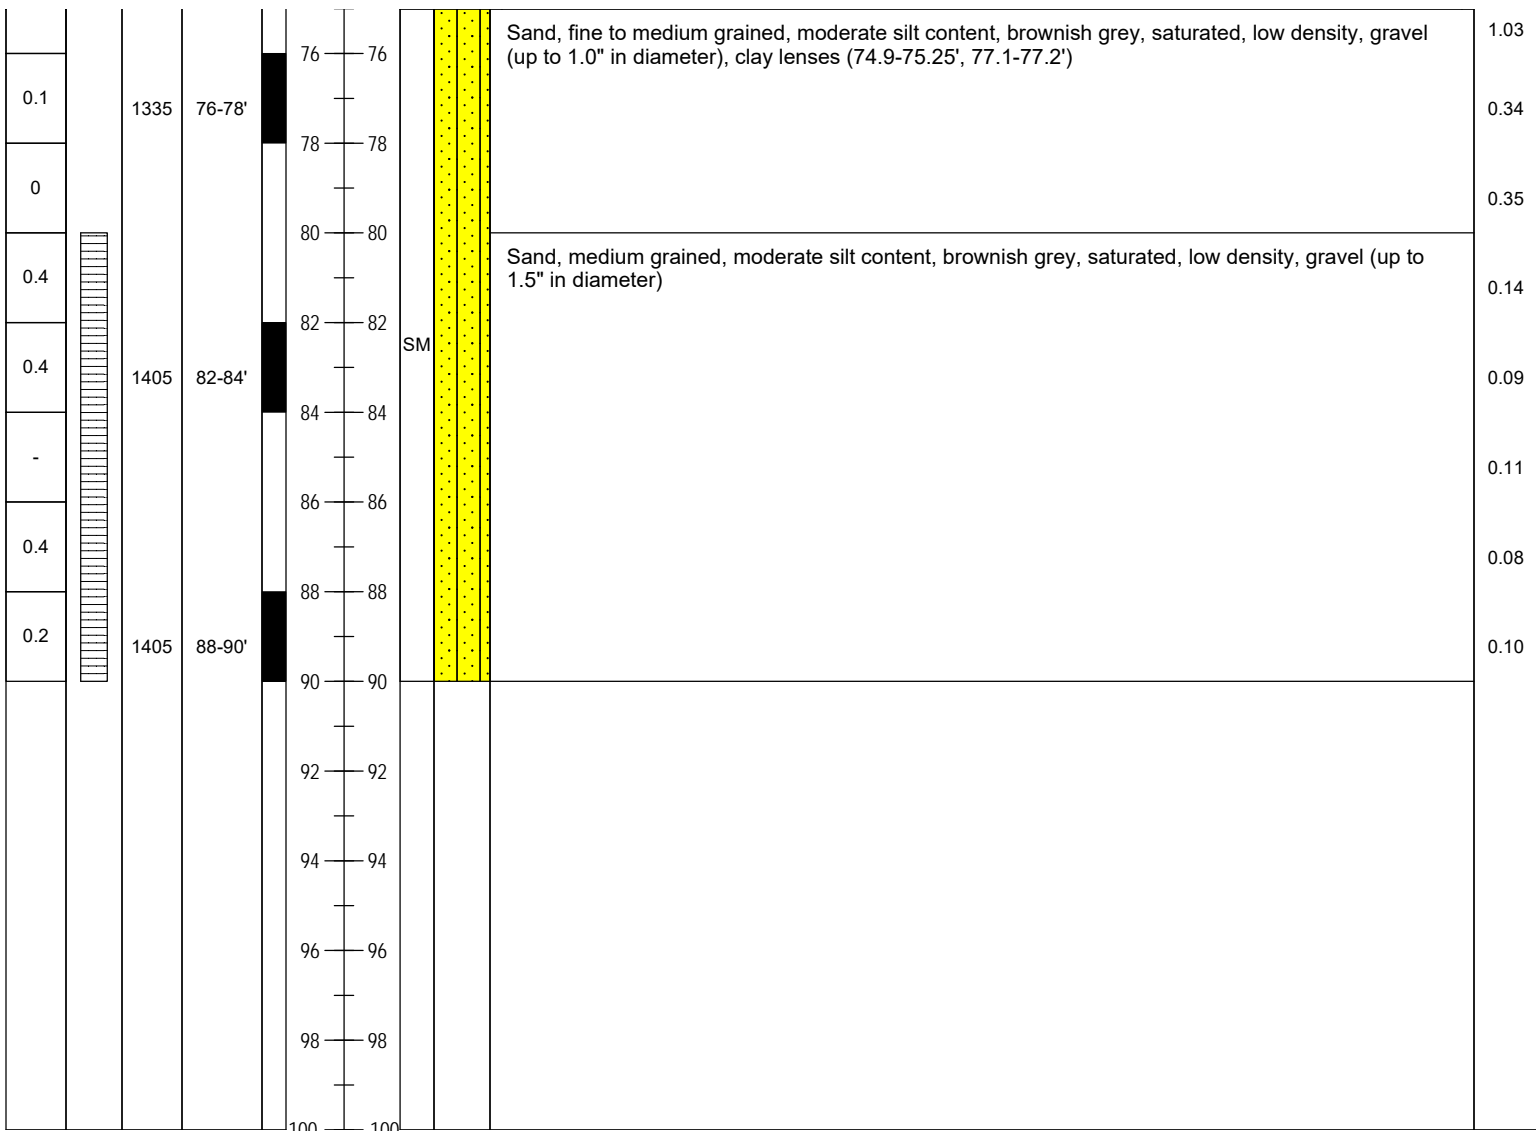 Sand, fine to medium grained, moderate silt content, brownish grey, saturated, low density, gravel
(up to 1.0" in diameter), clay lenses (74.9-75.25', 77.1-77.2')
1.03
76 76
0.1 1335 76-78' 0.34
78 78
0 0.35
80 80
Sand, medium grained, moderate silt content, brownish grey, saturated, low density, gravel (up to
1.5" in diameter)
0.4 0.14
82 82
SM
0.4 1405 82-84' 0.09
84 84
- 0.11
86 86
0.4 0.08
88 88
0.2 1405 88-90' 0.10
90 90
92 92
94 94
96 96
98 98
100 100